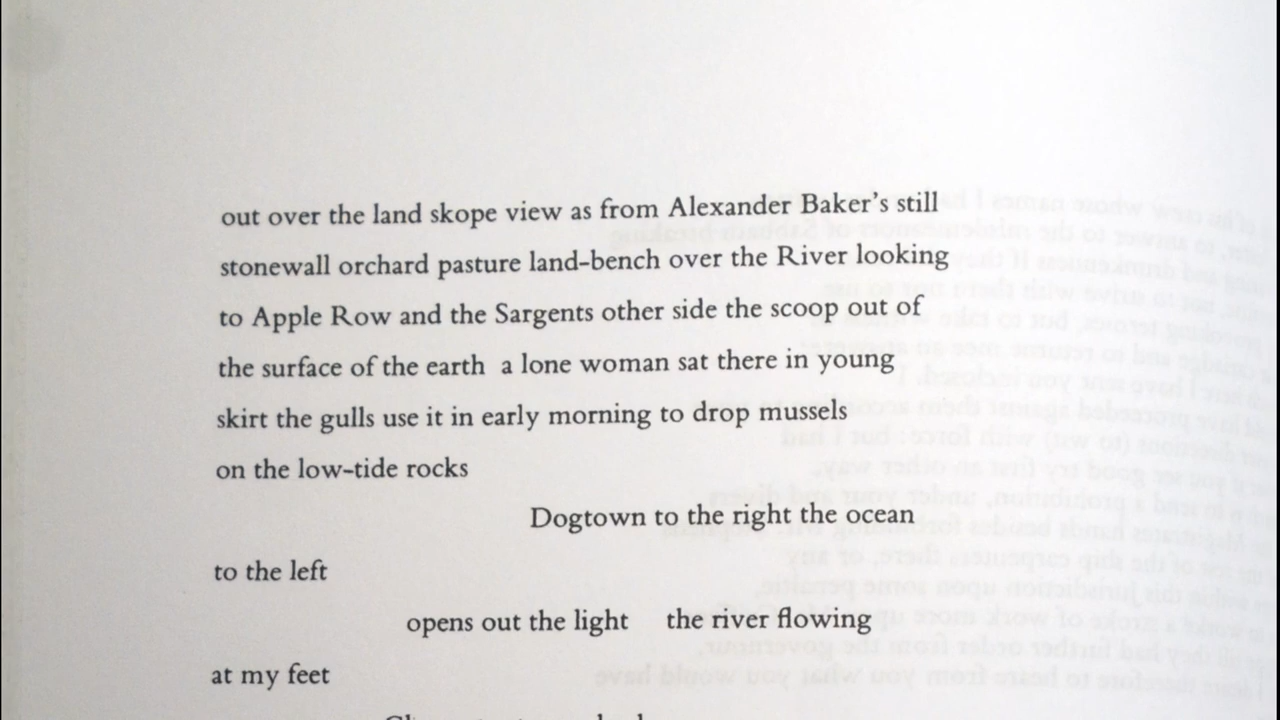 out over the land skope view as from Alexander Baker's still
stonewall orchard pasture land-bench over the River looking
to Apple Row and the Sargents other side the scoop out of
the surface of the earth a lone woman sat there in young
skirt the gulls use it in early morning to drop mussels
on the low-tide rocks
Dogtown to the right the ocean
to the left
opens out the light the river flowing
at my feet